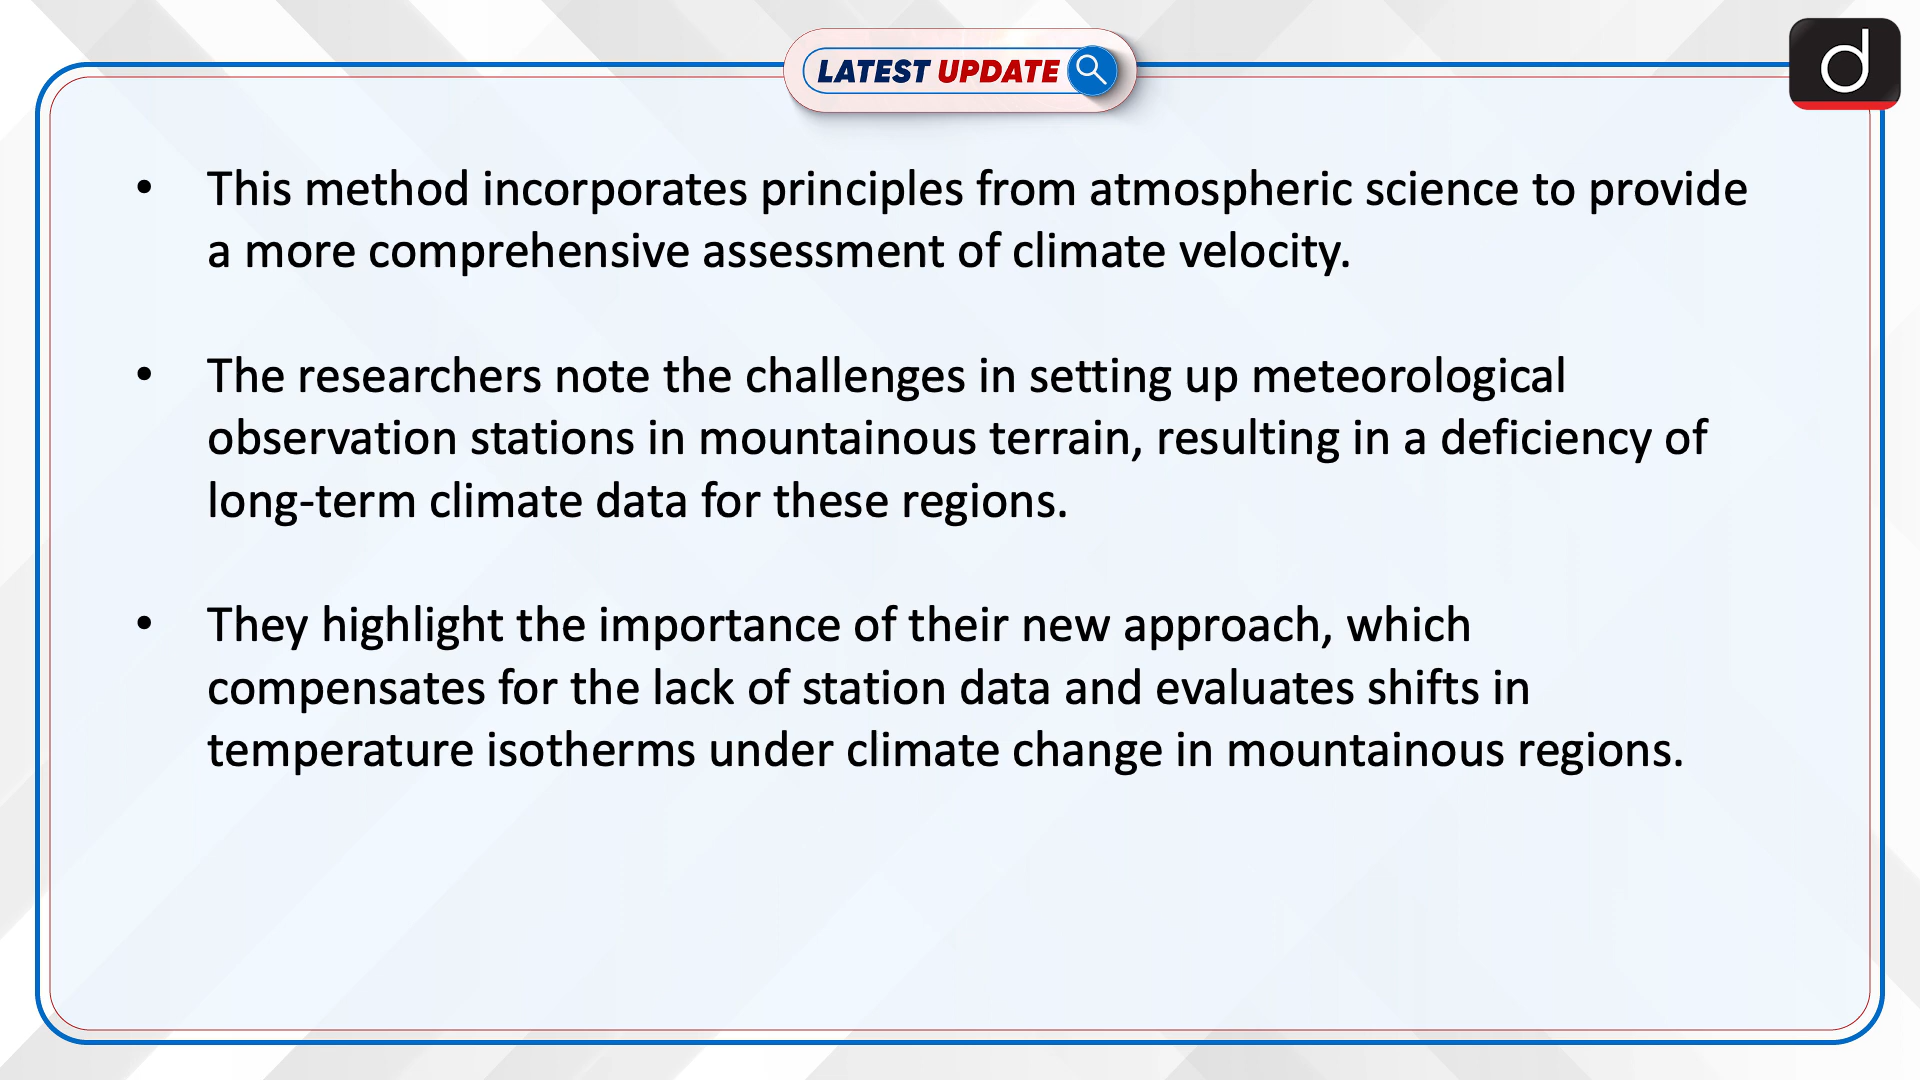 LATEST UPDATE
d
• This method incorporates principles from atmospheric science to provide
a more comprehensive assessment of climate velocity.
• The researchers note the challenges in setting up meteorological
observation stations in mountainous terrain, resulting in a deficiency of
long-term climate data for these regions.
• They highlight the importance of their new approach, which
compensates for the lack of station data and evaluates shifts in
temperature isotherms under climate change in mountainous regions.